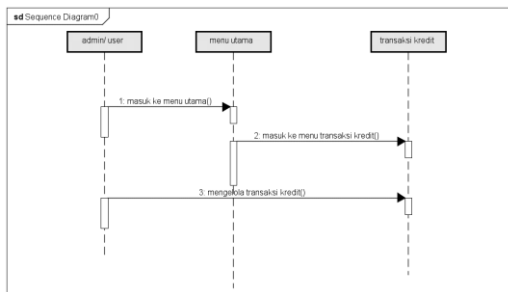 sd Sequence Diagram0
admin/ user
menu utama
transaksi kredit
1: masuk ke menu utama()
2: masuk ke menu transaksi kredit()
3: mengelola transaksi kredit()